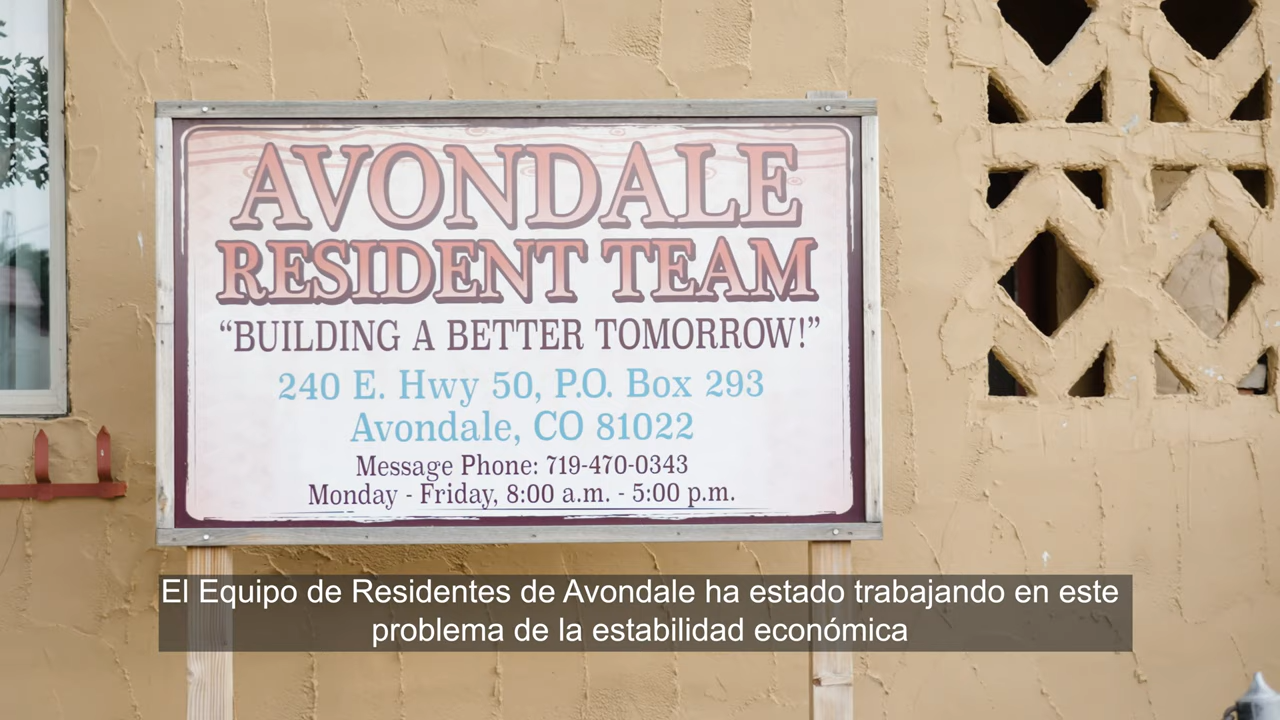 AVONDALE
RESIDENT TEAM
“BUILDING A BETTER TOMORROW!”
240 E. Hwy 50, P.O. Box 293
Avondale, CO 81022
Message Phone: 719-470-0343
Monday - Friday, 8:00 a.m. - 5:00 p.m.
El Equipo de Residentes de Avondale ha estado trabajando en este
problema de la estabilidad económica